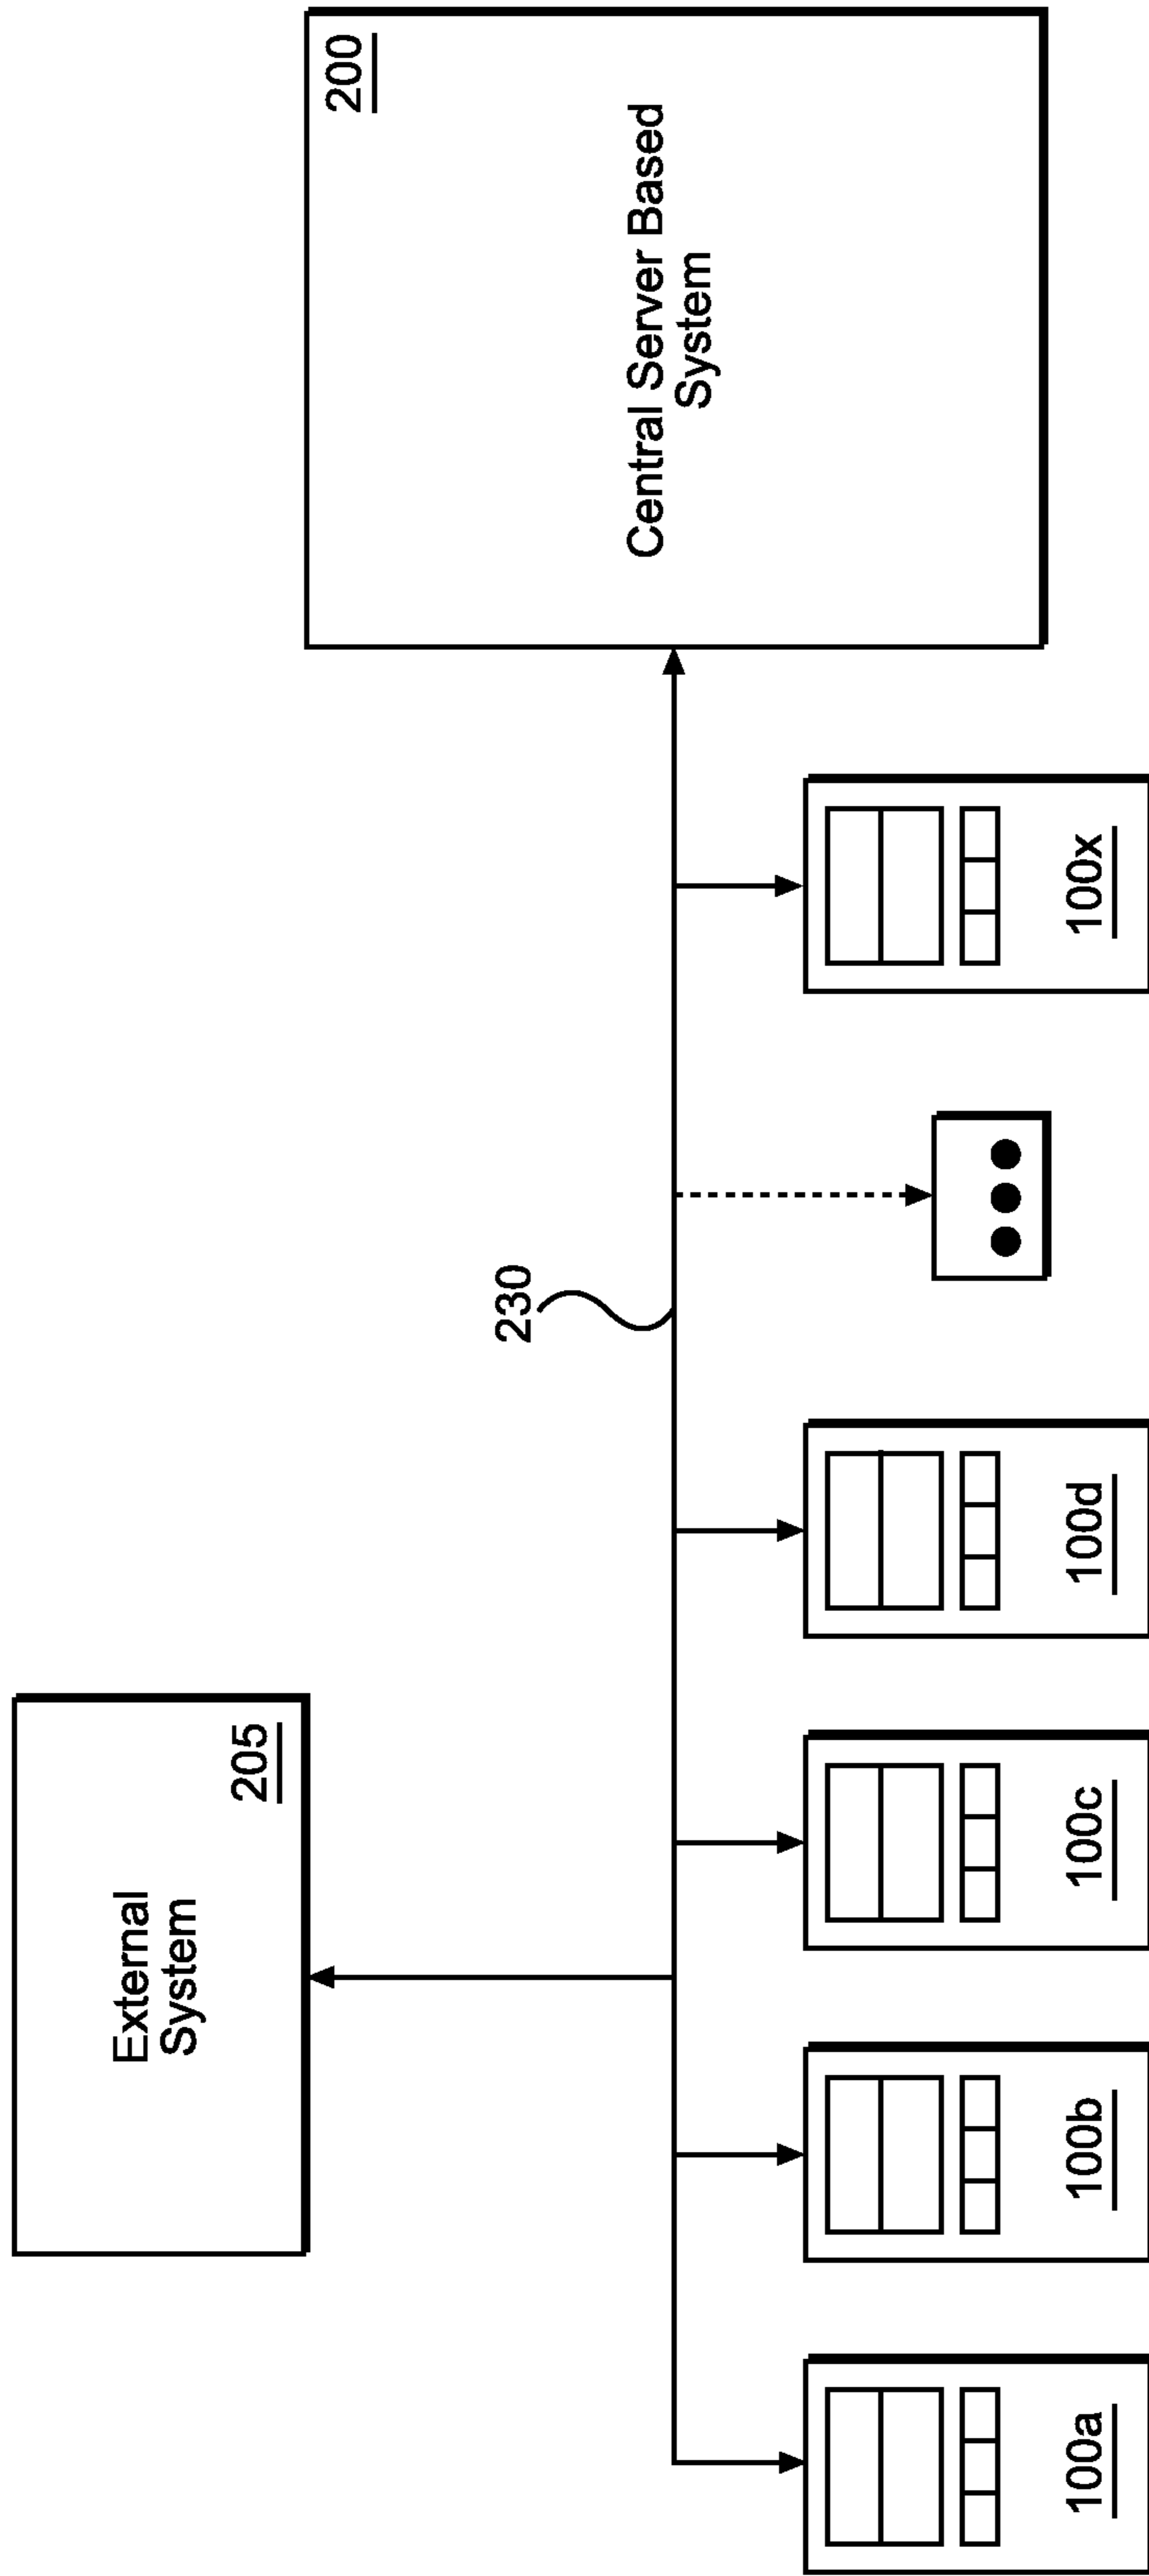 External
System
205
200
Central Server Based
System
230
100a
100b
100c
100d
100x